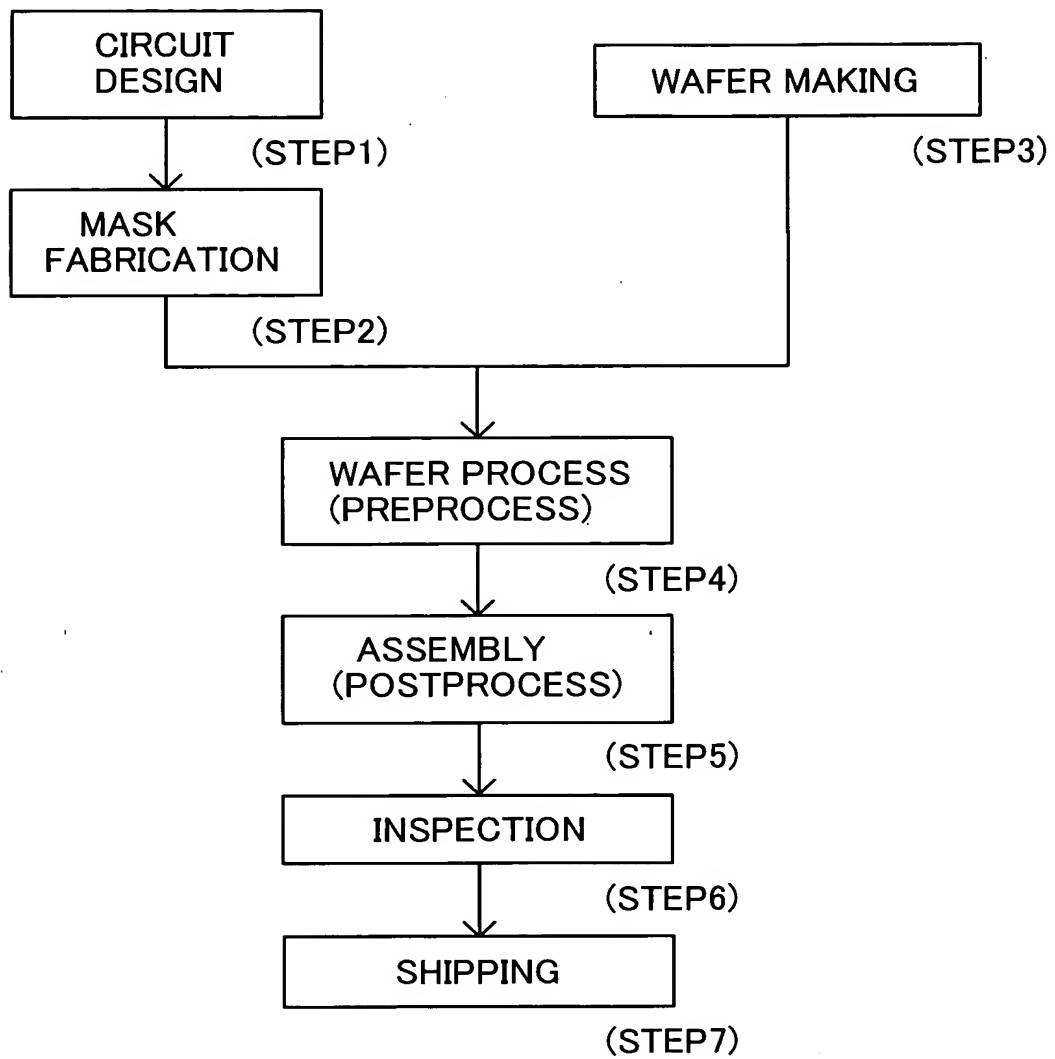 CIRCUIT
DESIGN
(STEP1)
MASK
FABRICATION
(STEP2)
WAFER MAKING
(STEP3)
WAFER PROCESS
(PREPROCESS)
(STEP4)
ASSEMBLY
(POSTPROCESS)
(STEP5)
INSPECTION
(STEP6)
SHIPPING
(STEP7)